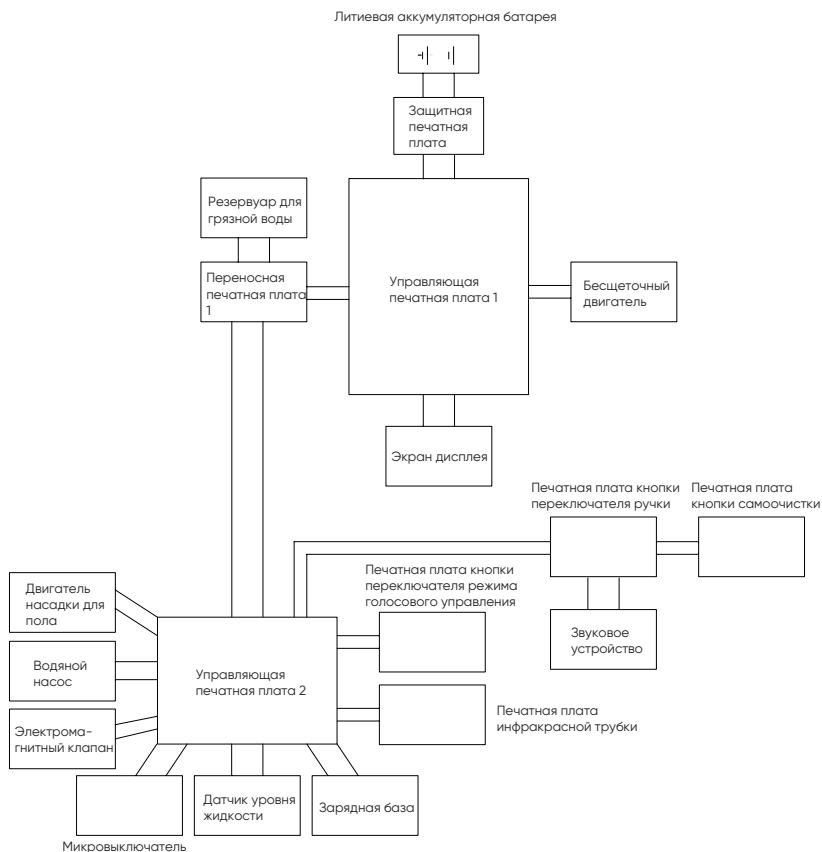 Литиевая аккумуляторная батарея
Защитная
печатная
плата
Резервуар для
грязной воды
Переносная
печатная плата
1
Управляющая
печатная плата 1
Бесщеточный
двигатель
Экран дисплея
Печатная плата кнопки
переключателя ручки
Печатная плата
кнопки самоочистки
Печатная плата кнопки
переключателя режима
голосового управления
Двигатель
насадки для
пола
Звуковое
устройство
Водяной
насос
Управляющая
печатная плата 2
Печатная плата
инфракрасной трубки
Электрома-
гнитный клапан
Датчик уровня
жидкости
Зарядная база
Микровыключатель